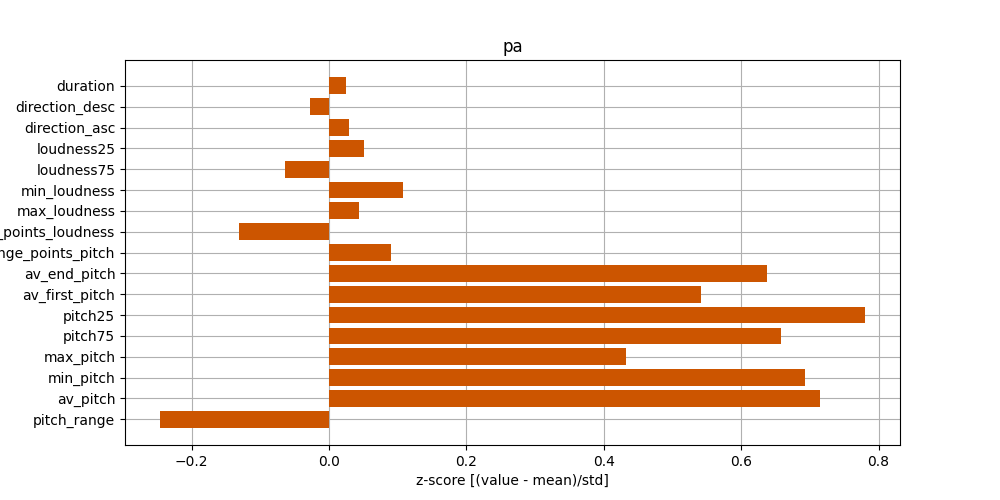 pa
duration
direction_desc
direction_asc
loudness25
loudness75
min_loudness
max_loudness
_points_loudness
nge_points_pitch
av_end_pitch
av_first_pitch
pitch25
pitch75
max_pitch
min_pitch
av_pitch
pitch_range
−0.2 0.0 0.2 0.4 0.6 0.8
z-score [(value - mean)/std]